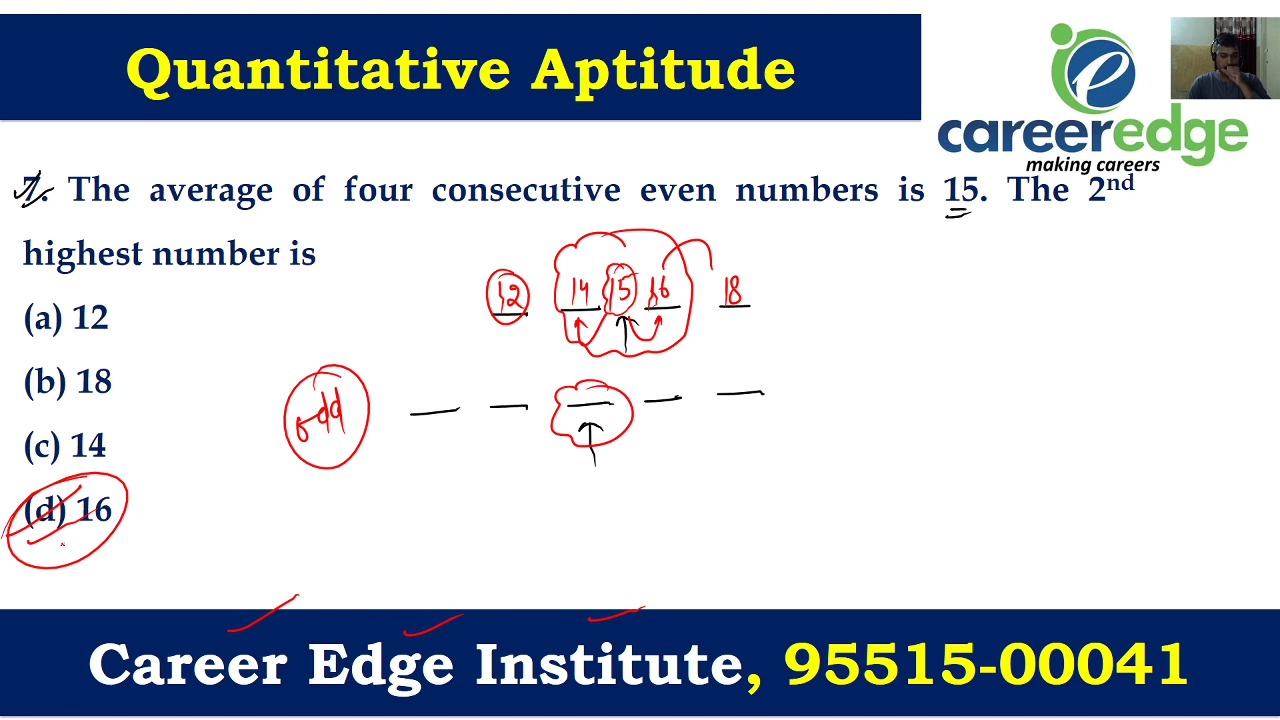 Quantitative Aptitude
careeredge
making careers
7. The average of four consecutive even numbers is 15. The 2nd
highest number is
12 14 15 16 18
(a) 12
(b) 18
odd
(c) 14
(d) 16
Career Edge Institute, 95515-00041